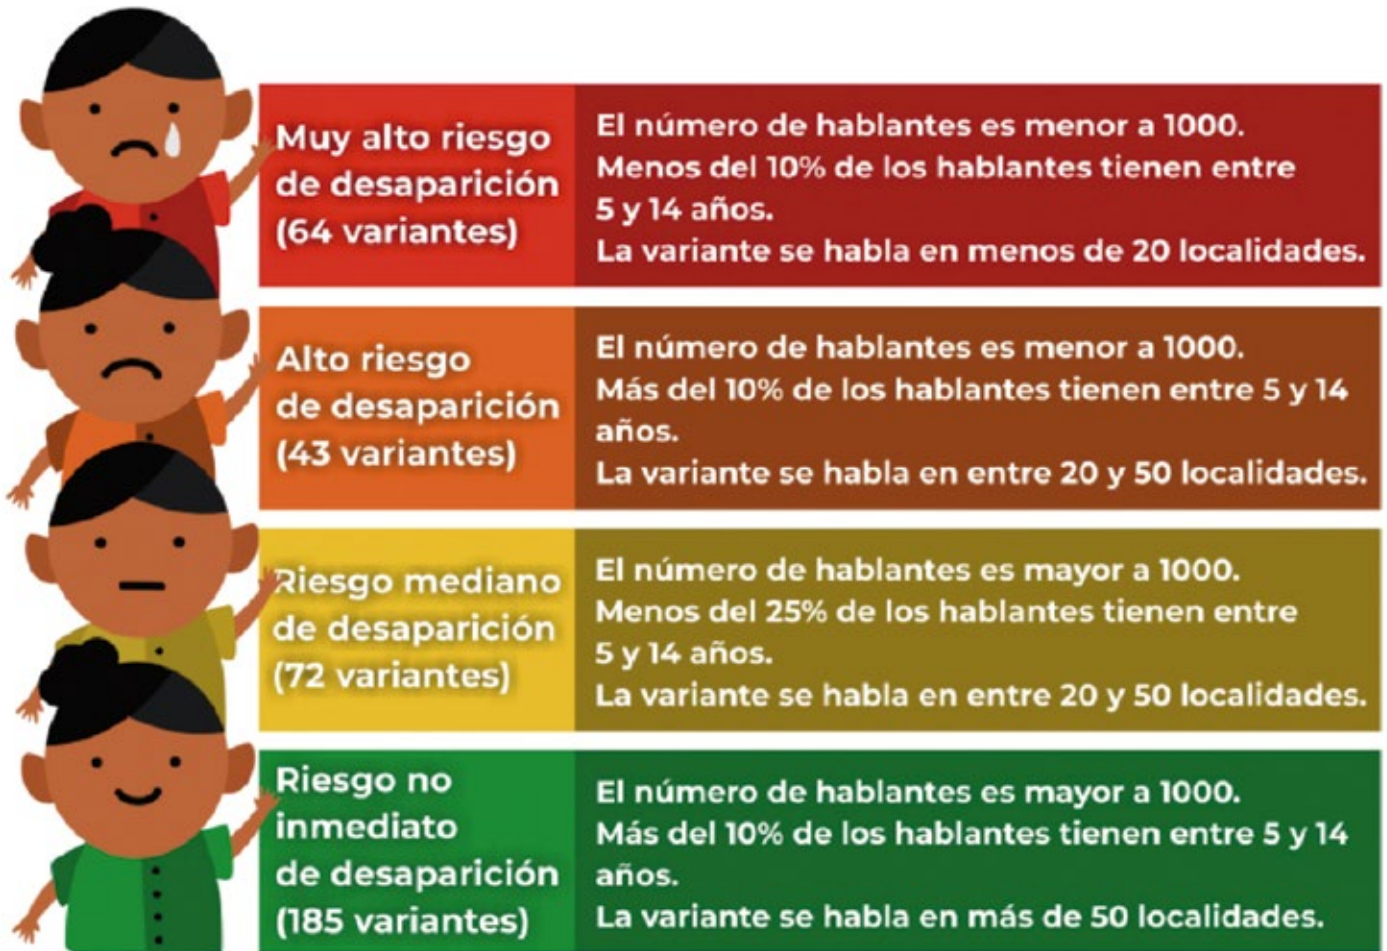 Muy alto riesgo
de desaparición
(64 variantes)
El número de hablantes es menor a 1000.
Menos del 10% de los hablantes tienen entre
5 y 14 años.
La variante se habla en menos de 20 localidades.
Alto riesgo
de desaparición
(43 variantes)
El número de hablantes es menor a 1000.
Más del 10% de los hablantes tienen entre 5 y 14
años.
La variante se habla en entre 20 y 50 localidades.
Riesgo mediano
de desaparición
(72 variantes)
El número de hablantes es mayor a 1000.
Menos del 25% de los hablantes tienen entre
5 y 14 años.
La variante se habla en entre 20 y 50 localidades.
Riesgo no
inmediato
de desaparición
(185 variantes)
El número de hablantes es mayor a 1000.
Más del 10% de los hablantes tienen entre 5 y 14
años.
La variante se habla en más de 50 localidades.